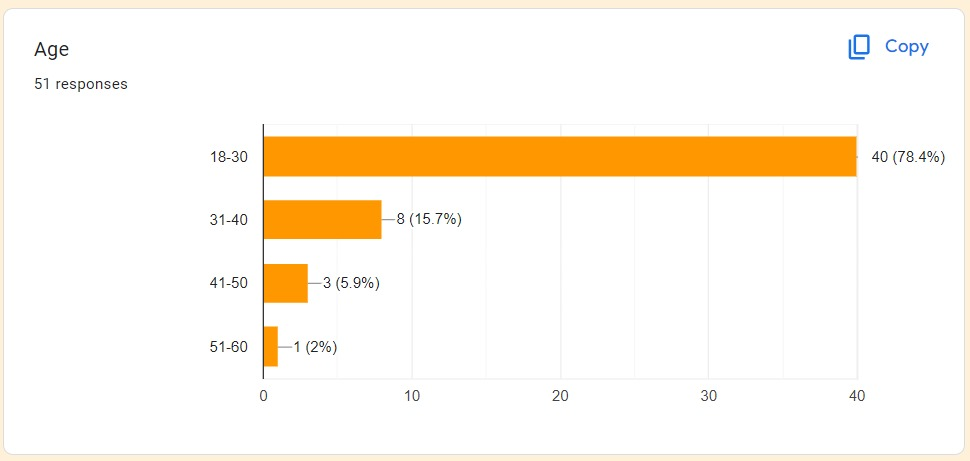 Age
Copy
51 responses
18-30 40 (78.4%)
31-40 8 (15.7%)
41-50 3 (5.9%)
51-60 1 (2%)
0 10 20 30 40